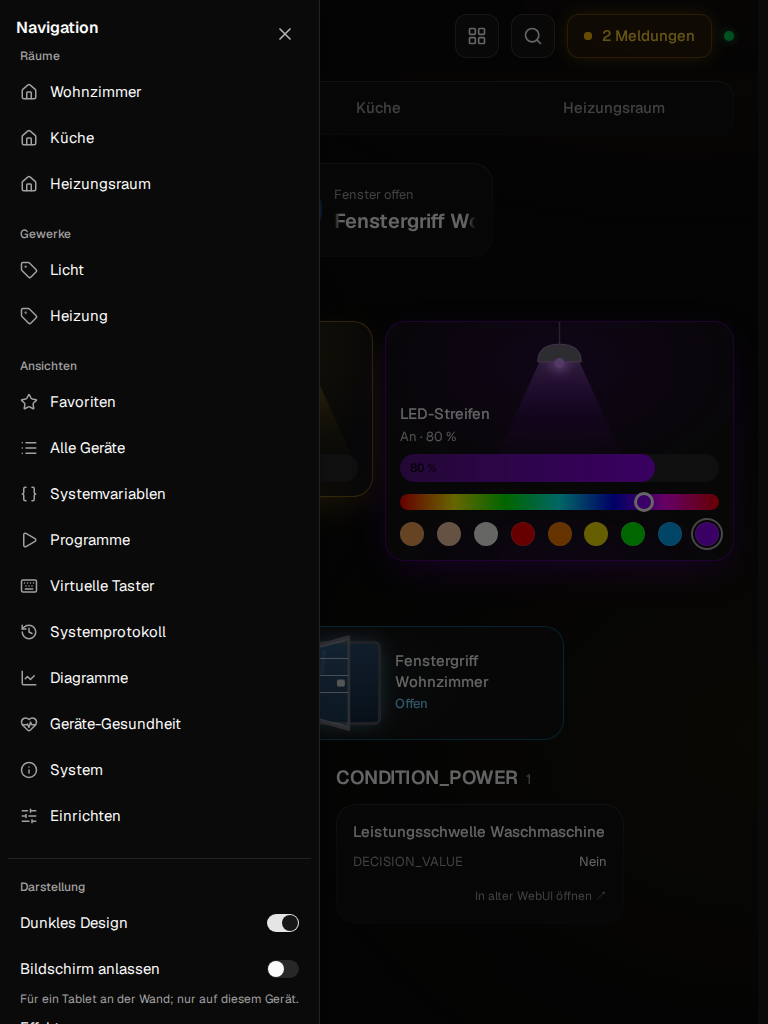 Navigation
Räume
Wohnzimmer
Küche
Heizungsraum
Gewerke
Licht
Heizung
Ansichten
Favoriten
Alle Geräte
Systemvariablen
Programme
Virtuelle Taster
Systemprotokoll
Diagramme
Geräte-Gesundheit
System
Einrichten
Darstellung
Dunkles Design
Bildschirm anlassen
Für ein Tablet an der Wand; nur auf diesem Gerät.
2 Meldungen
Küche
Heizungsraum
Fenster offen
Fenstergriff
LED-Streifen
An · 80 %
80 %
Fenstergriff
Wohnzimmer
Offen
CONDITION_POWER 1
Leistungsschwelle Waschmaschine
DECISION_VALUE Nein
In alter WebUI öffnen ↗